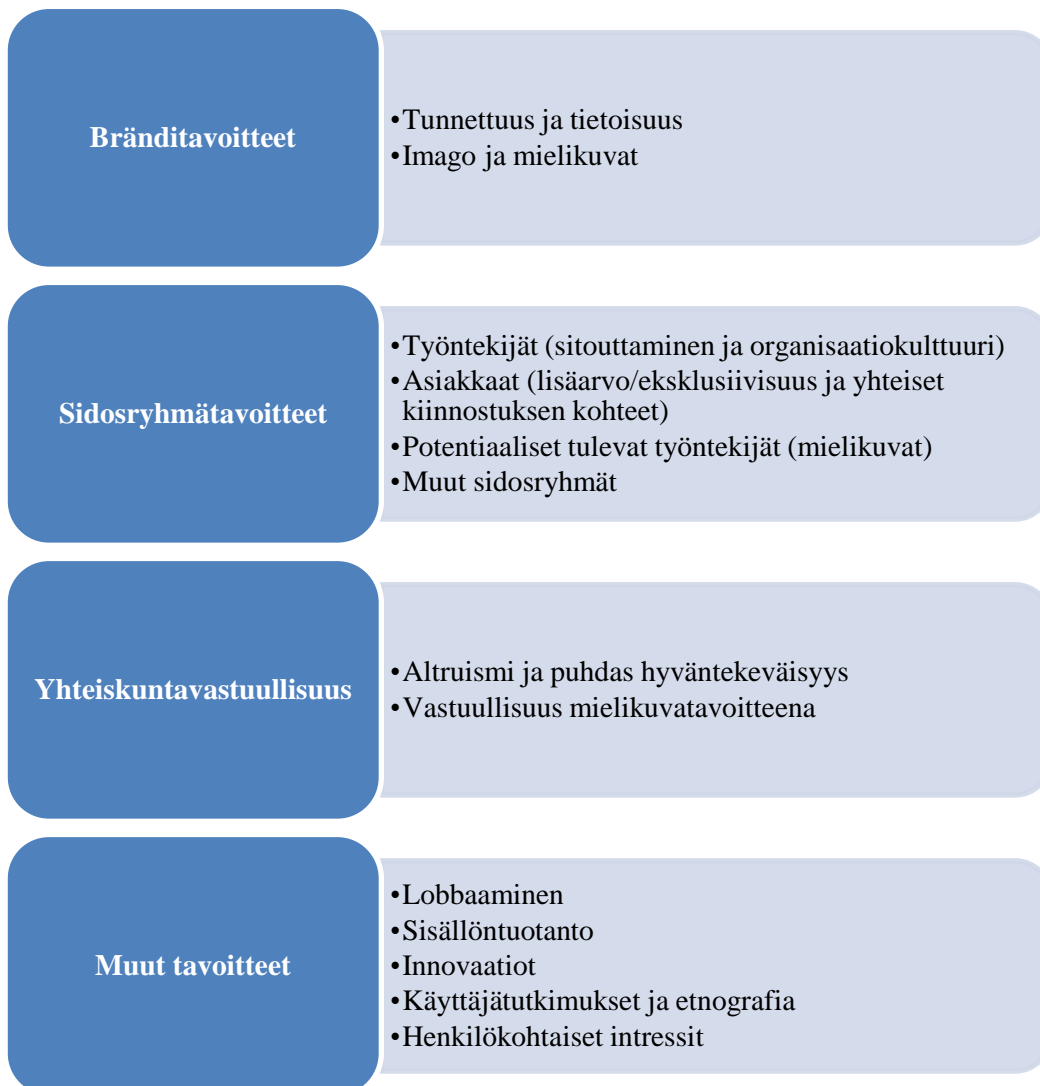 Bränditavoitteet
•Tunnettuus ja tietoisuus
•Imago ja mielikuvat
Sidosryhmätavoitteet
•Työntekijät (sitouttaminen ja organisaatiokulttuuri)
•Asiakkaat (lisäarvo/eksklusiivisuus ja yhteiset
kiinnostuksen kohteet)
•Potentiaaliset tulevat työntekijät (mielikuvat)
•Muut sidosryhmät
Yhteiskuntavastuullisuus
•Altruismi ja puhdas hyväntekeväisyys
•Vastuullisuus mielikuvatavoitteena
Muut tavoitteet
•Lobbaaminen
•Sisällöntuotanto
•Innovaatiot
•Käyttäjätutkimukset ja etnografia
•Henkilökohtaiset intressit